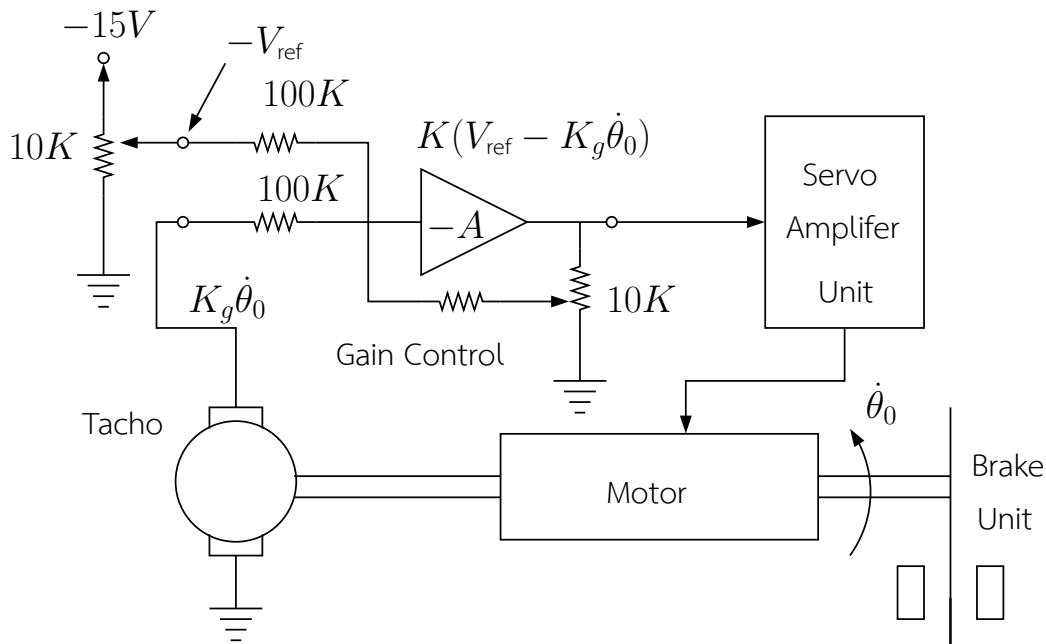 −15V
−V_ref
100K
10K
K(V_ref − K_g θ̇_0)
100K
−A
Servo
Amplifer
Unit
K_g θ̇_0
10K
Gain Control
θ̇_0
Tacho
Motor
Brake
Unit